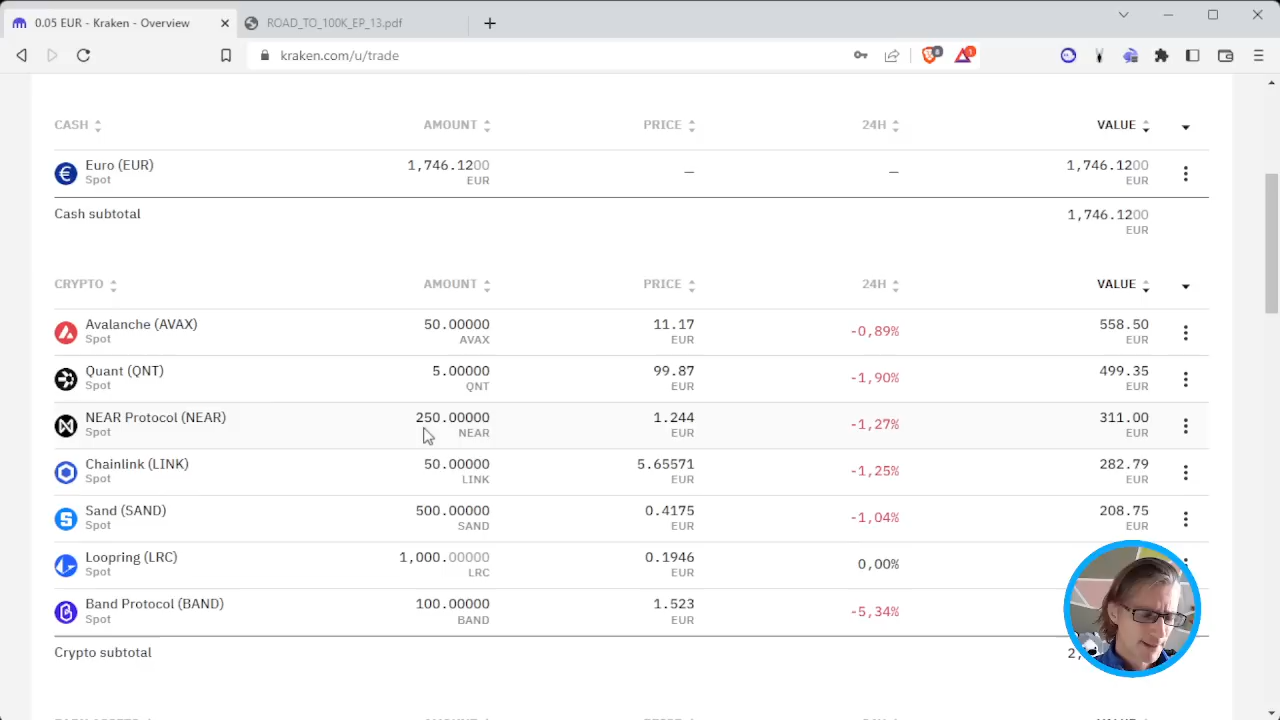 0.05 EUR - Kraken - Overview
ROAD_TO_100K_EP_13.pdf
kraken.com/u/trade
8
1
CASH AMOUNT PRICE 24H VALUE
Euro (EUR) 1,746.1200 – – 1,746.1200
Spot EUR EUR
Cash subtotal 1,746.1200
EUR
CRYPTO AMOUNT PRICE 24H VALUE
Avalanche (AVAX) 50.00000 11.17 -0,89% 558.50
Spot AVAX EUR EUR
Quant (QNT) 5.00000 99.87 -1,90% 499.35
Spot QNT EUR EUR
NEAR Protocol (NEAR) 250.00000 1.244 -1,27% 311.00
Spot NEAR EUR EUR
Chainlink (LINK) 50.00000 5.65571 -1,25% 282.79
Spot LINK EUR EUR
Sand (SAND) 500.00000 0.4175 -1,04% 208.75
Spot SAND EUR EUR
Loopring (LRC) 1,000.00000 0.1946 0,00%
Spot LRC EUR
Band Protocol (BAND) 100.00000 1.523 -5,34%
Spot BAND EUR
Crypto subtotal 2,